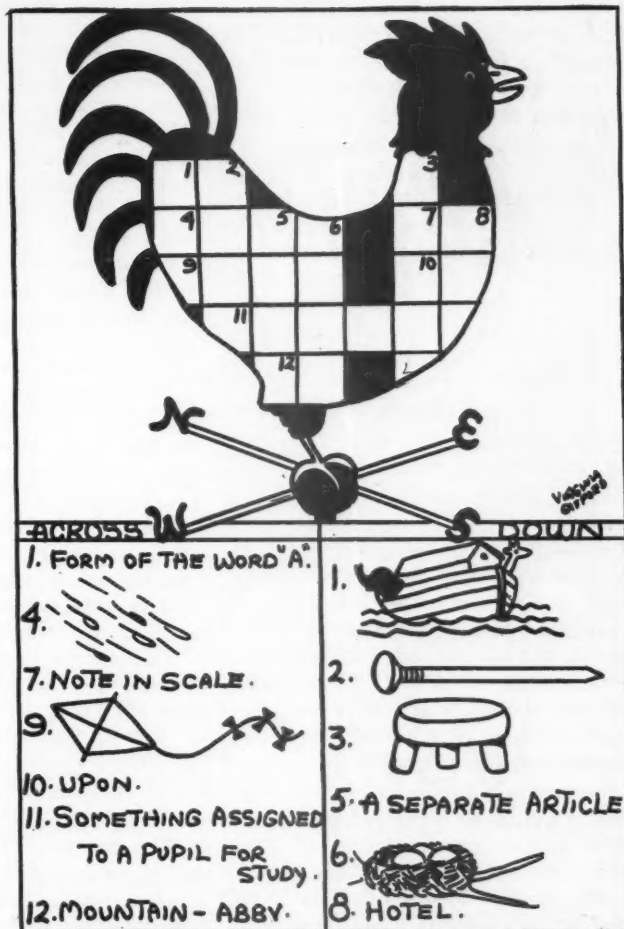 1 2 3
4 5 6 7 8
9 10
11
12
N E
W S
VIRGINIA
ACROSS DOWN
1. FORM OF THE WORD "A".
4.
7. NOTE IN SCALE.
9.
10. UPON.
11. SOMETHING ASSIGNED
TO A PUPIL FOR
STUDY.
12. MOUNTAIN - ABBV.
1.
2.
3.
5. A SEPARATE ARTICLE
6.
8. HOTEL.